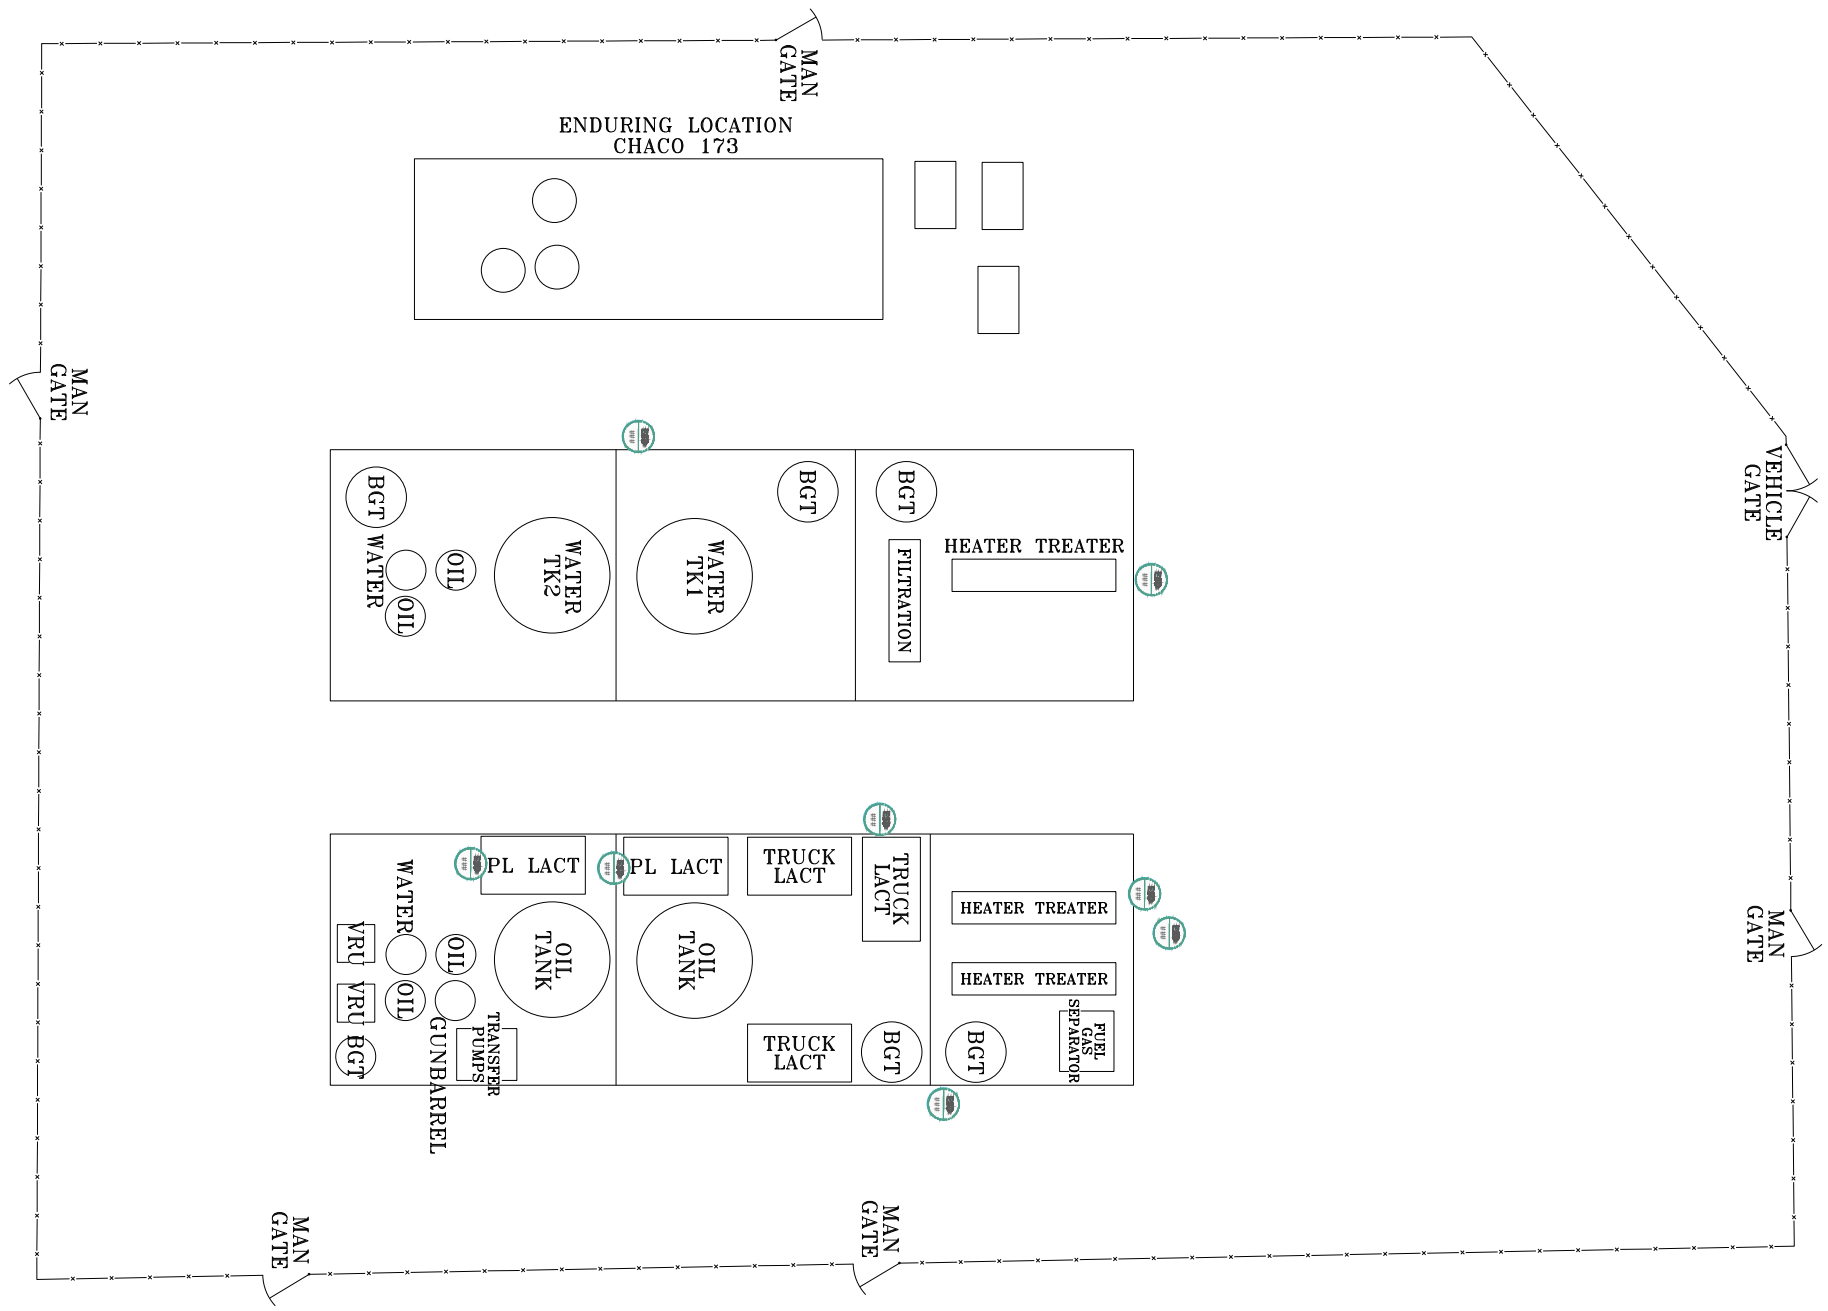 MAN
GATE
ENDURING LOCATION
CHACO 173
MAN
GATE
VEHICLE
GATE
BGT
BGT
BGT
WATER
OIL
OIL
WATER
TK2
WATER
TK1
FILTRATION
HEATER TREATER
###
###
###
###
###
PL LACT
PL LACT
TRUCK
LACT
TRUCK
LACT
WATER
HEATER TREATER
###
###
VRU
OIL
OIL
TANK
OIL
TANK
HEATER TREATER
VRU
OIL
GUNBARREL
TRANSFER
PUMPS
BGT
TRUCK
LACT
BGT
BGT
FUEL
GAS
SEPARATOR
###
MAN
GATE
MAN
GATE
MAN
GATE